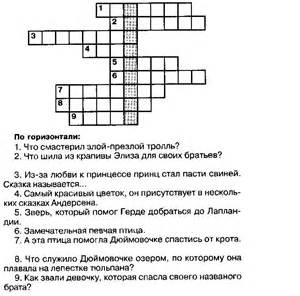 1
2
3
4
5
6
7
8
9
По горизонтали:
1. Что смастерил злой-презлой тролль?
2. Что шила из крапивы Элиза для своих братьев?
3. Из-за любви к принцессе принц стал пасти свиней.
Сказка называется...
4. Самый красивый цветок, он присутствует в несколь-
ких сказках Андерсена.
5. Зверь, который помог Герде добраться до Лаплан-
дии.
6. Замечательная певчая птица.
7. А эта птица помогла Дюймовочке спастись от крота.
8. Что служило Дюймовочке озером, по которому она
плавала на лепестке тюльпана?
9. Как звали девочку, которая спасла своего названого
брата?